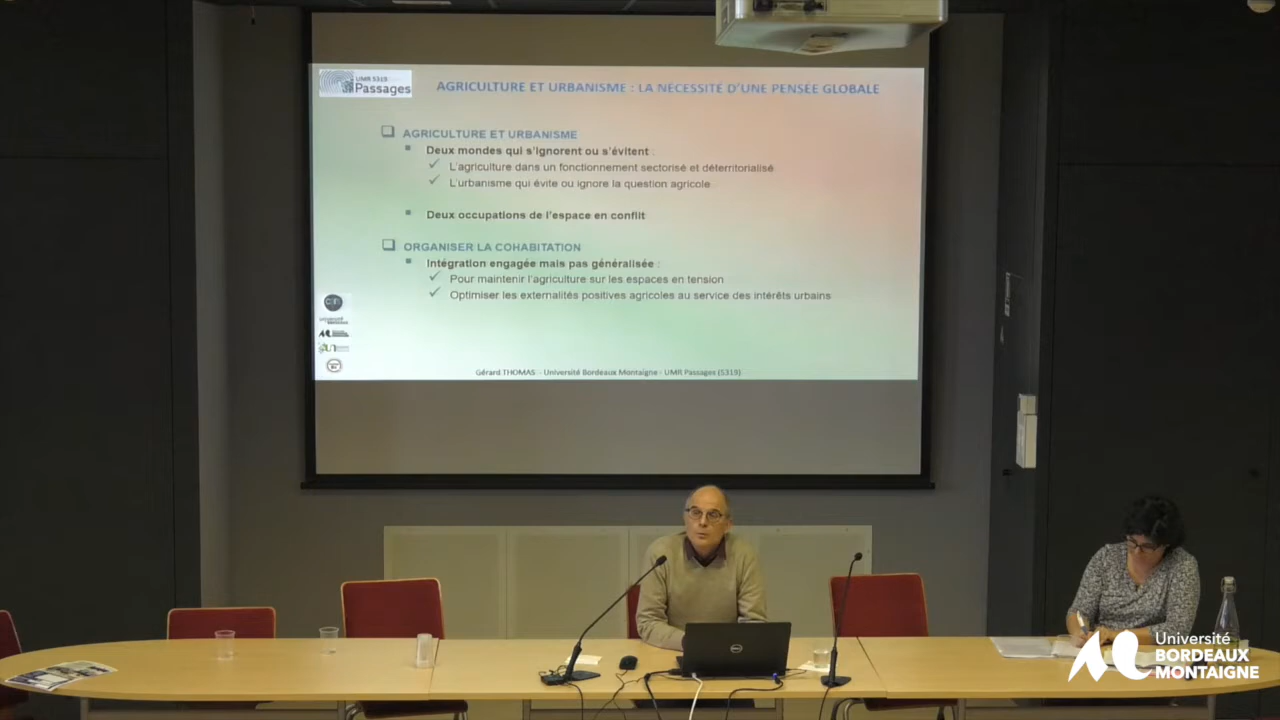 UMR 5319
Passages
AGRICULTURE ET URBANISME : LA NÉCESSITÉ D'UNE PENSÉE GLOBALE
AGRICULTURE ET URBANISME
Deux mondes qui s'ignorent ou s'évitent :
L'agriculture dans un fonctionnement sectorisé et déterritorialisé
L'urbanisme qui évite ou ignore la question agricole
Deux occupations de l'espace en conflit
ORGANISER LA COHABITATION
Intégration engagée mais pas généralisée :
Pour maintenir l'agriculture sur les espaces en tension
Optimiser les externalités positives agricoles au service des intérêts urbains
Gérard THOMAS - Université Bordeaux Montaigne - UMR Passages (5319)
DELL
Université
BORDEAUX
MONTAIGNE